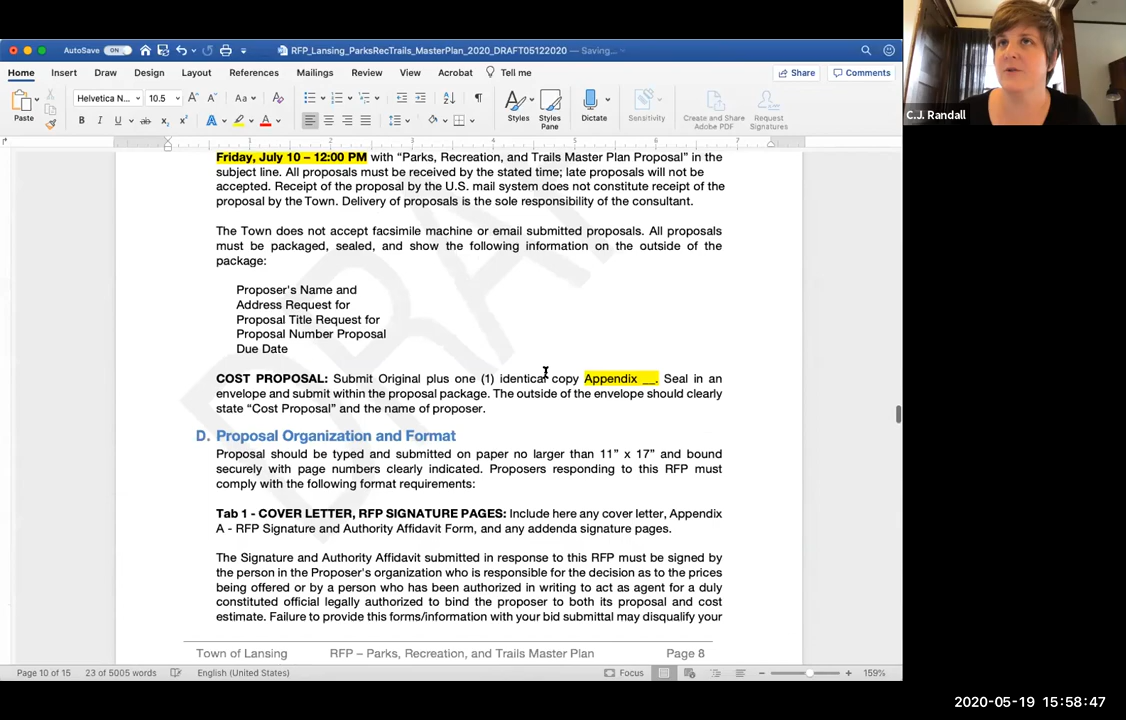 AutoSave ON RFP_Lansing_ParksRecTrails_MasterPlan_2020_DRAFT05122020 — Saving...
Home Insert Draw Design Layout References Mailings Review View Acrobat Tell me Share Comments
Paste Helvetica N... 10.5 Styles Styles Pane Dictate Sensitivity Create and Share Adobe PDF Request Signatures
C.J. Randall
1 2 3 4 5 6 7
Friday, July 10 – 12:00 PM with “Parks, Recreation, and Trails Master Plan Proposal” in the
subject line. All proposals must be received by the stated time; late proposals will not be
accepted. Receipt of the proposal by the U.S. mail system does not constitute receipt of the
proposal by the Town. Delivery of proposals is the sole responsibility of the consultant.
The Town does not accept facsimile machine or email submitted proposals. All proposals
must be packaged, sealed, and show the following information on the outside of the
package:
Proposer's Name and
Address Request for
Proposal Title Request for
Proposal Number Proposal
Due Date
COST PROPOSAL: Submit Original plus one (1) identical copy Appendix __. Seal in an
envelope and submit within the proposal package. The outside of the envelope should clearly
state “Cost Proposal” and the name of proposer.
D. Proposal Organization and Format
Proposal should be typed and submitted on paper no larger than 11” x 17” and bound
securely with page numbers clearly indicated. Proposers responding to this RFP must
comply with the following format requirements:
Tab 1 - COVER LETTER, RFP SIGNATURE PAGES: Include here any cover letter, Appendix
A - RFP Signature and Authority Affidavit Form, and any addenda signature pages.
The Signature and Authority Affidavit submitted in response to this RFP must be signed by
the person in the Proposer's organization who is responsible for the decision as to the prices
being offered or by a person who has been authorized in writing to act as agent for a duly
constituted official legally authorized to bind the proposer to both its proposal and cost
estimate. Failure to provide this forms/information with your bid submittal may disqualify your
Town of Lansing RFP – Parks, Recreation, and Trails Master Plan Page 8
Page 10 of 15 23 of 5005 words English (United States) Focus 159%
2020-05-19 15:58:47